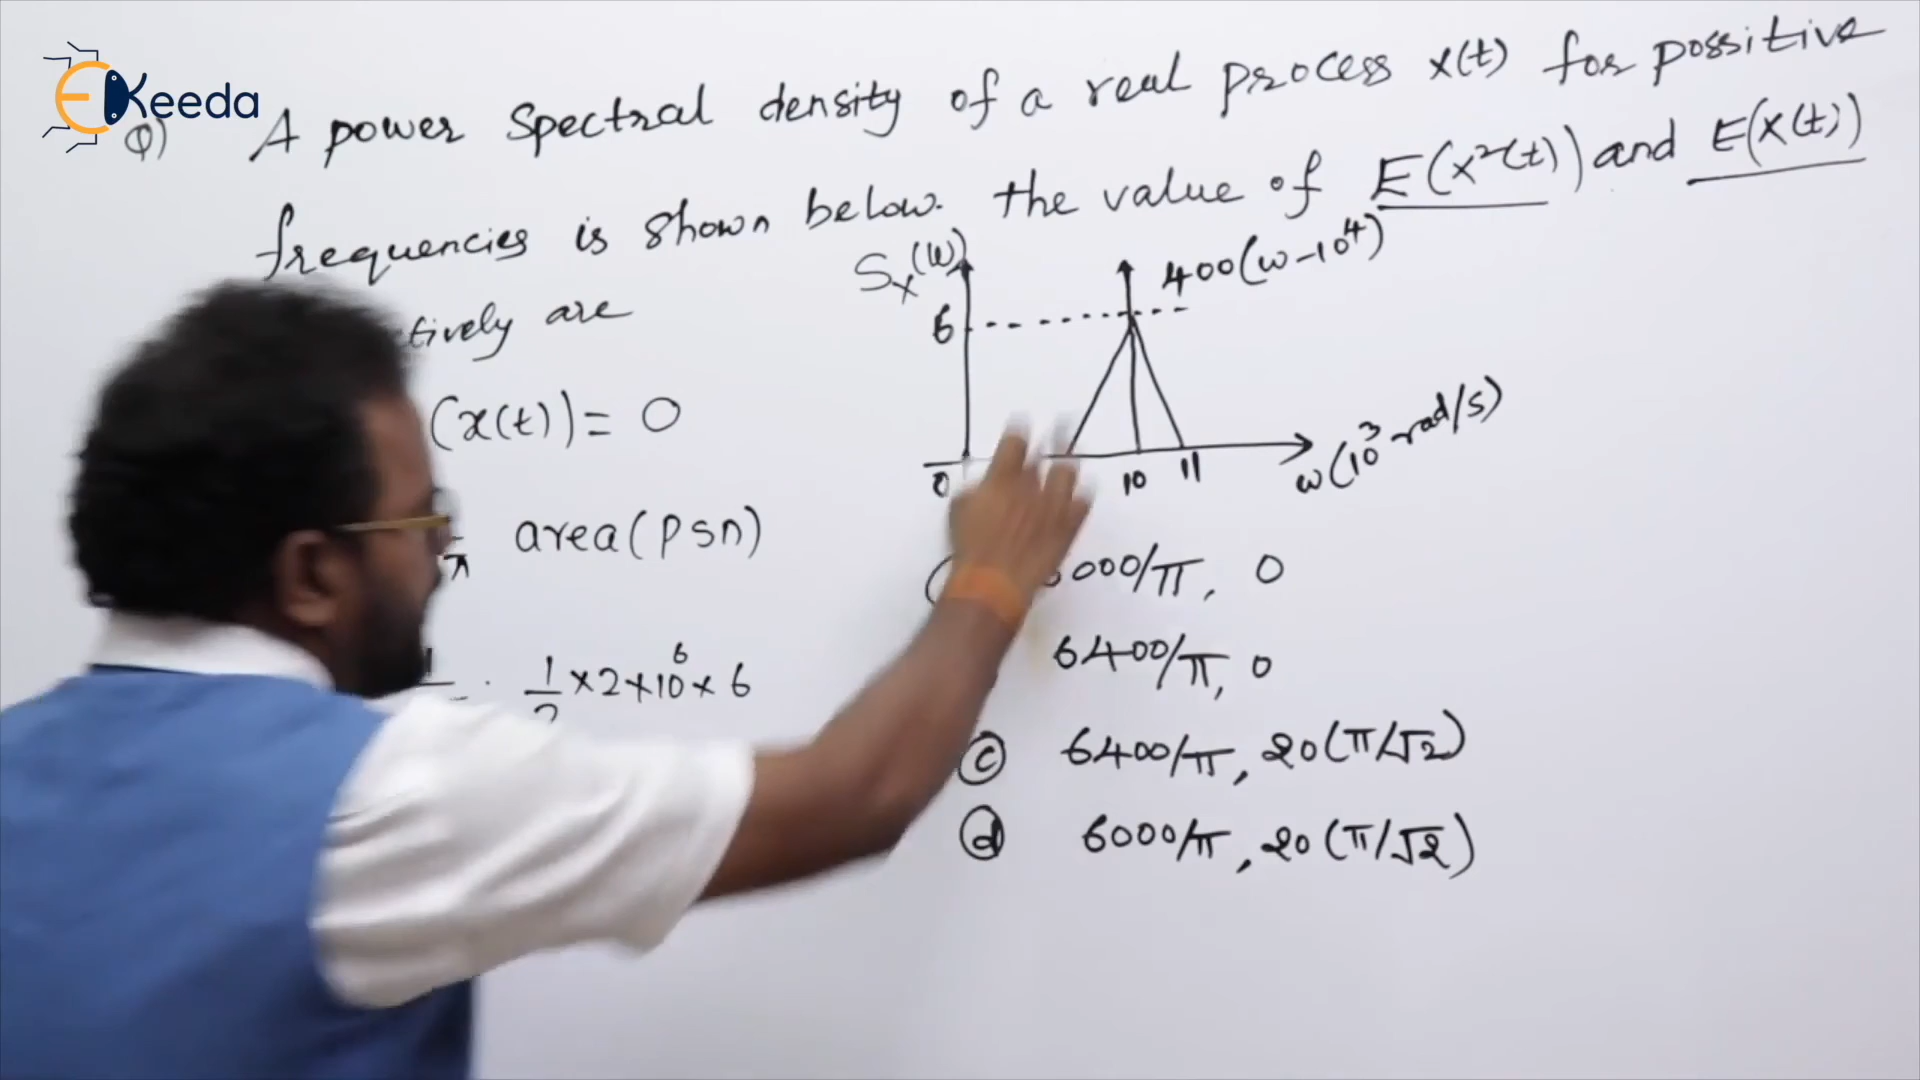 EKeeda
Q) A power spectral density of a real process x(t) for possitive
frequencies is shown below. the value of E(x²(t)) and E(x(t))
tively are
Sx(w)
400(w-10⁴)
6
0 10 11
w(10³ rad/s)
(x(t)) = 0
area(psn)
π
1/2 × 2 × 10⁶ × 6
000/π, 0
6400/π, 0
(c) 6400/π, 20(π/√2)
(d) 6000/π, 20(π/√2)